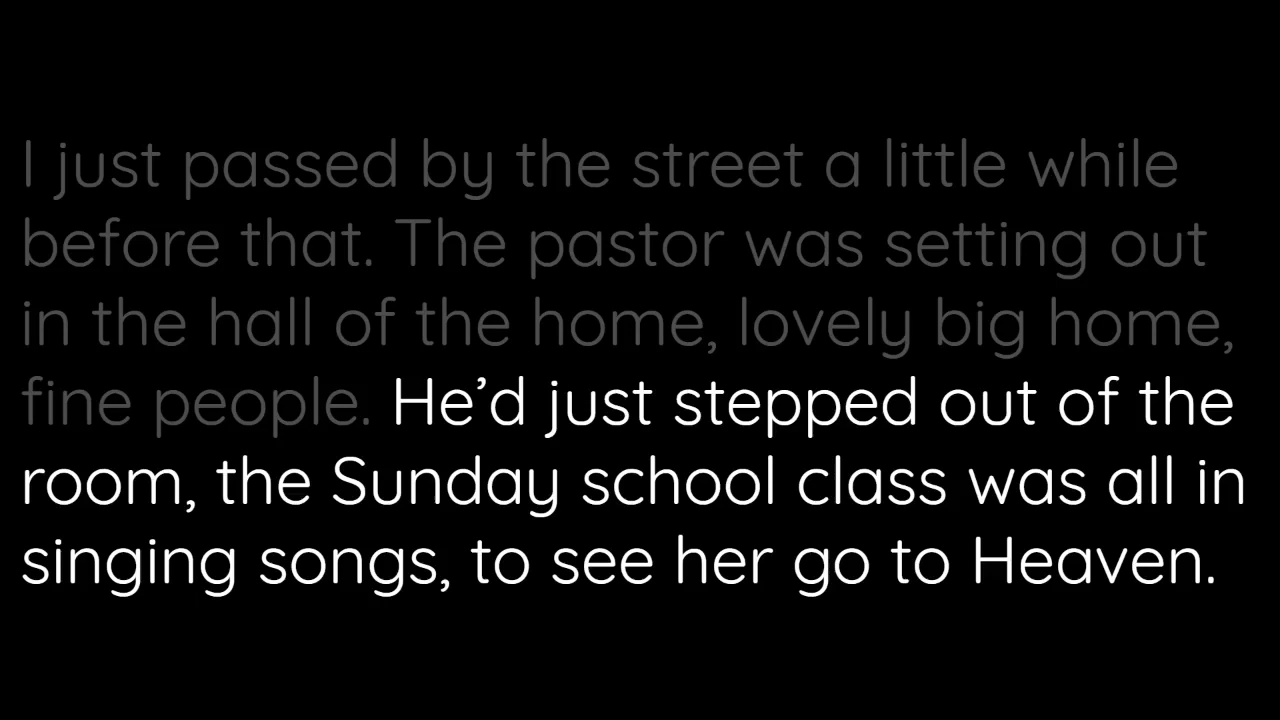 I just passed by the street a little while
before that. The pastor was setting out
in the hall of the home, lovely big home,
fine people. He’d just stepped out of the
room, the Sunday school class was all in
singing songs, to see her go to Heaven.